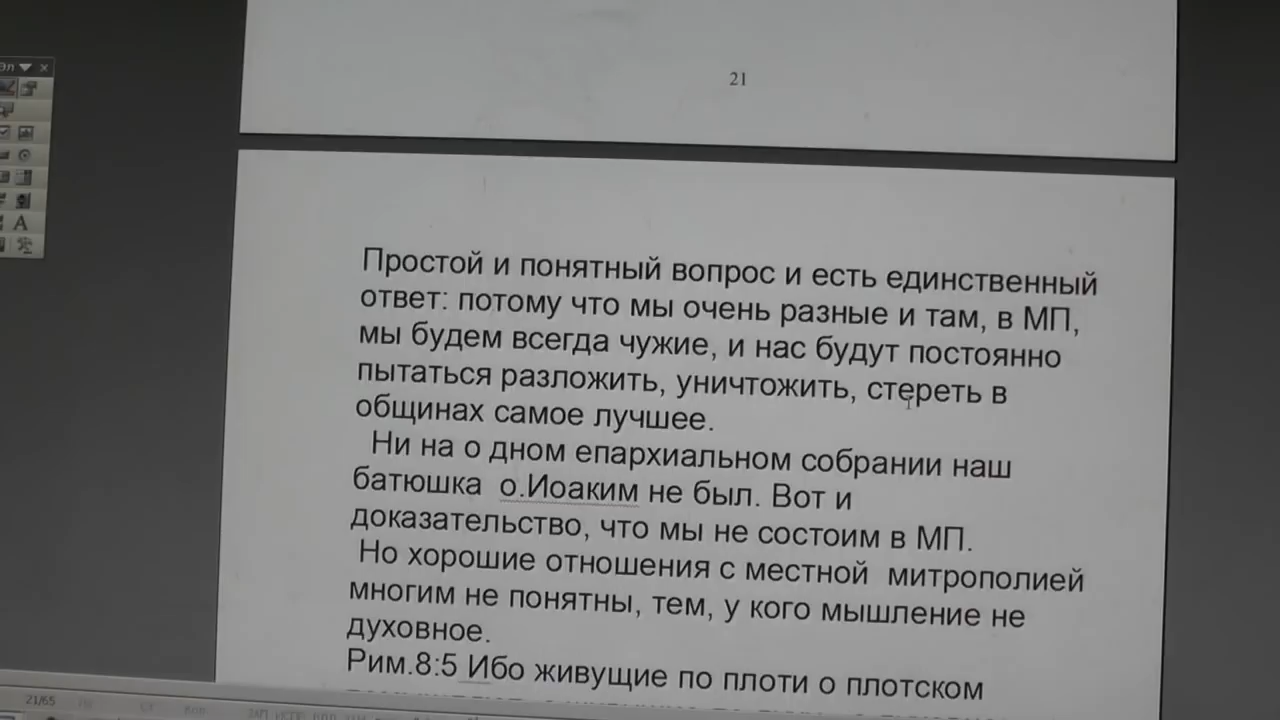 Эл
21
Простой и понятный вопрос и есть единственный
ответ: потому что мы очень разные и там, в МП,
мы будем всегда чужие, и нас будут постоянно
пытаться разложить, уничтожить, стереть в
общинах самое лучшее.
Ни на о дном епархиальном собрании наш
батюшка о.Иоаким не был. Вот и
доказательство, что мы не состоим в МП.
Но хорошие отношения с местной митрополией
многим не понятны, тем, у кого мышление не
духовное.
Рим.8:5 Ибо живущие по плоти о плотском
21/65